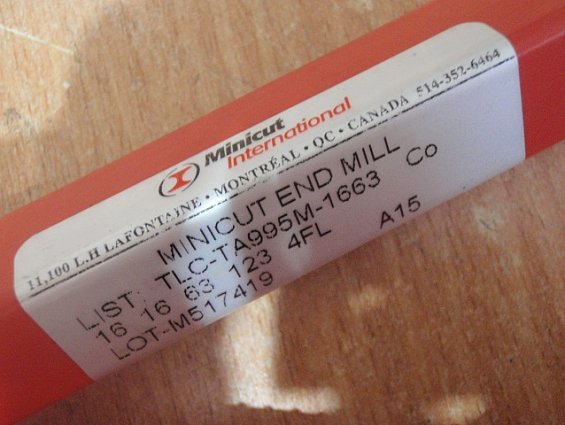 Minicut
International
11,100 L.H LAFONTAINE • MONTRÉAL • QC • CANADA 514-352-6464
MINICUT END MILL
LIST: TLC-TA995M-1663 Co
16 16 63 123 4FL A15
LOT-M517419